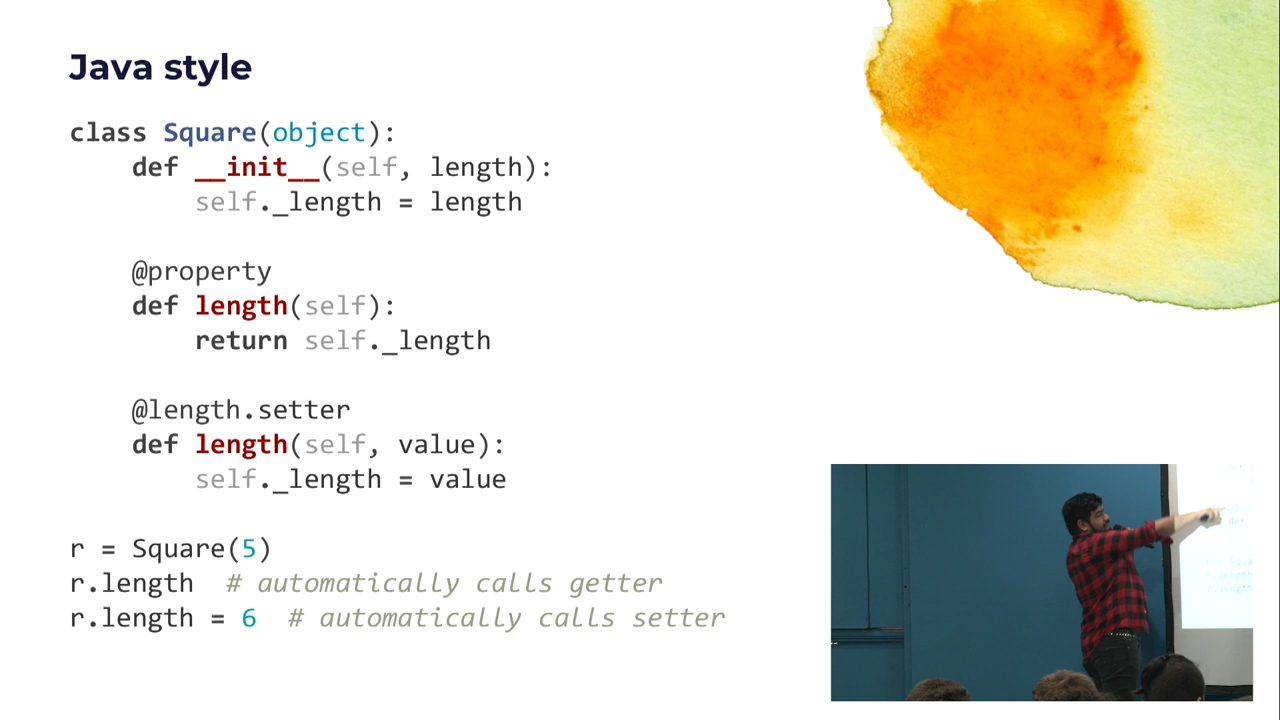 Java style
class Square(object):
    def __init__(self, length):
        self._length = length
    @property
    def length(self):
        return self._length
    @length.setter
    def length(self, value):
        self._length = value
r = Square(5)
r.length  # automatically calls getter
r.length = 6  # automatically calls setter